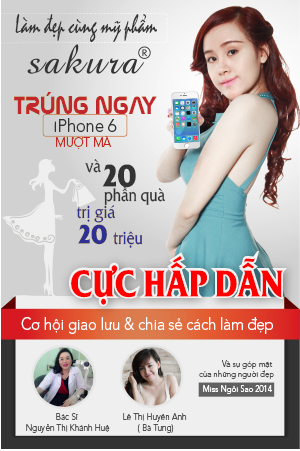 làm đẹp cùng mỹ phẩm
sakura®
TRÚNG NGAY
iPhone 6
MƯỢT MÀ
và 20
phần quà
trị giá
20 triệu
CỰC HẤP DẪN
Cơ hội giao lưu & chia sẻ cách làm đẹp
Và sự góp mặt
của những người đẹp
Miss Ngôi Sao 2014
Bác Sĩ
Nguyễn Thị Khánh Huệ
Lê Thị Huyền Anh
( Bà Tưng)